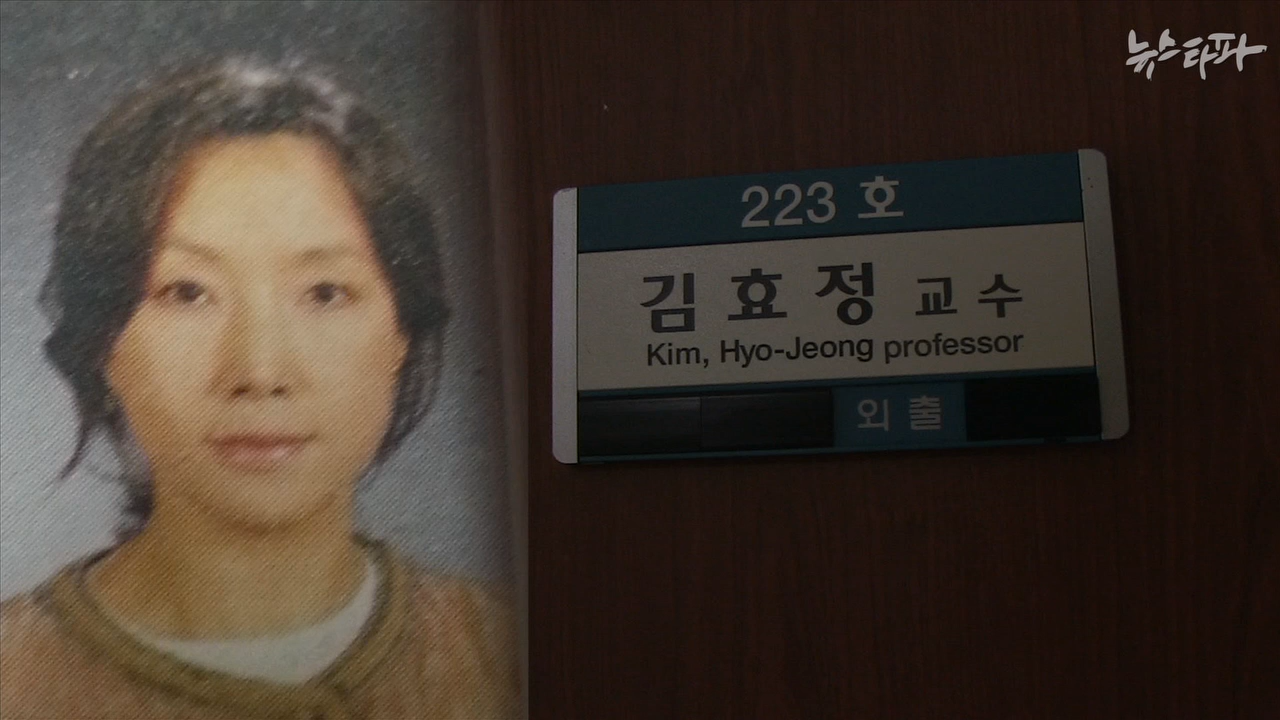 뉴스타파
223 호
김효정 교수
Kim, Hyo-Jeong professor
외출